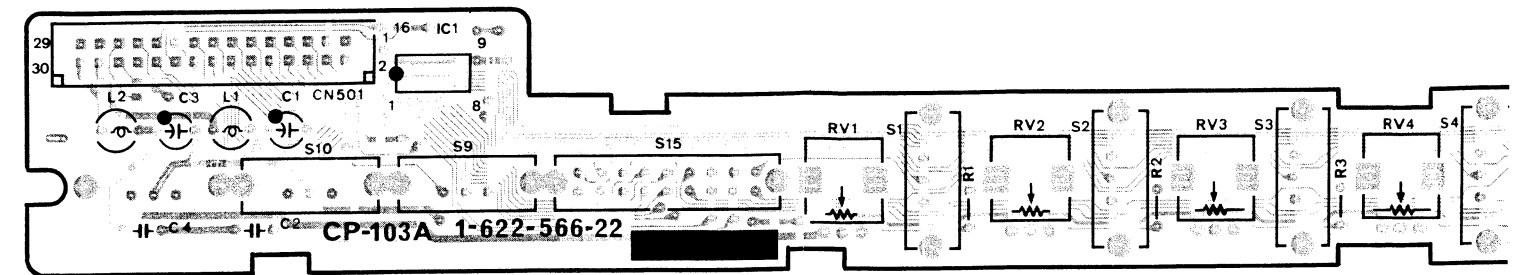 29
30
1
2
16
IC1
9
1
8
CN501
L2
C3
L1
C1
S10
S9
S15
RV1
S1
R1
RV2
S2
R2
RV3
S3
R3
RV4
S4
C4
C2
CP-103A 1-622-566-22